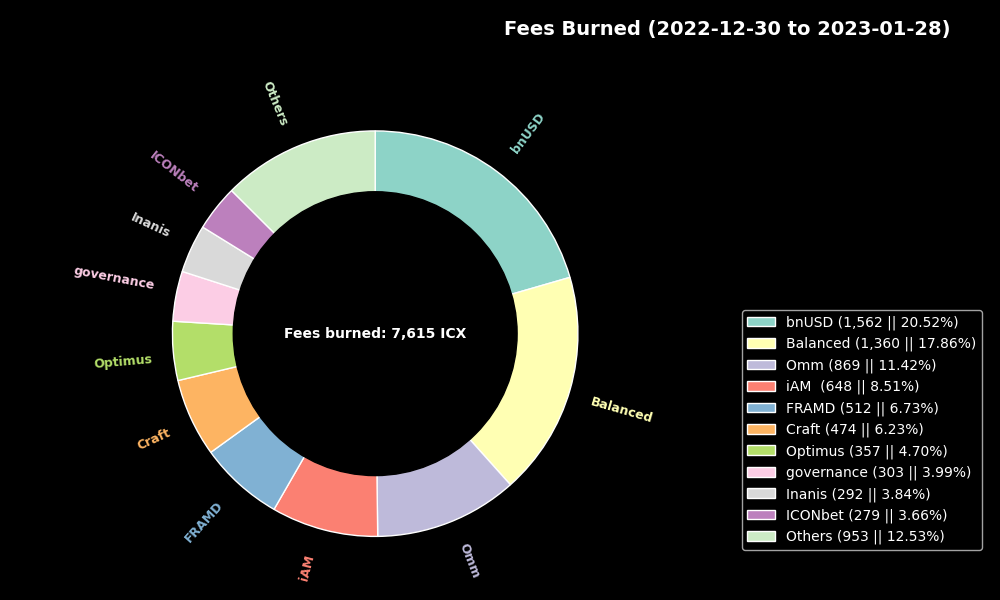 Fees Burned (2022-12-30 to 2023-01-28)
Others
bnUSD
ICONbet
Inanis
governance
Fees burned: 7,615 ICX
Optimus
Balanced
Craft
FRAMD
iAM
Omm
bnUSD (1,562 || 20.52%)
Balanced (1,360 || 17.86%)
Omm (869 || 11.42%)
iAM  (648 || 8.51%)
FRAMD (512 || 6.73%)
Craft (474 || 6.23%)
Optimus (357 || 4.70%)
governance (303 || 3.99%)
Inanis (292 || 3.84%)
ICONbet (279 || 3.66%)
Others (953 || 12.53%)